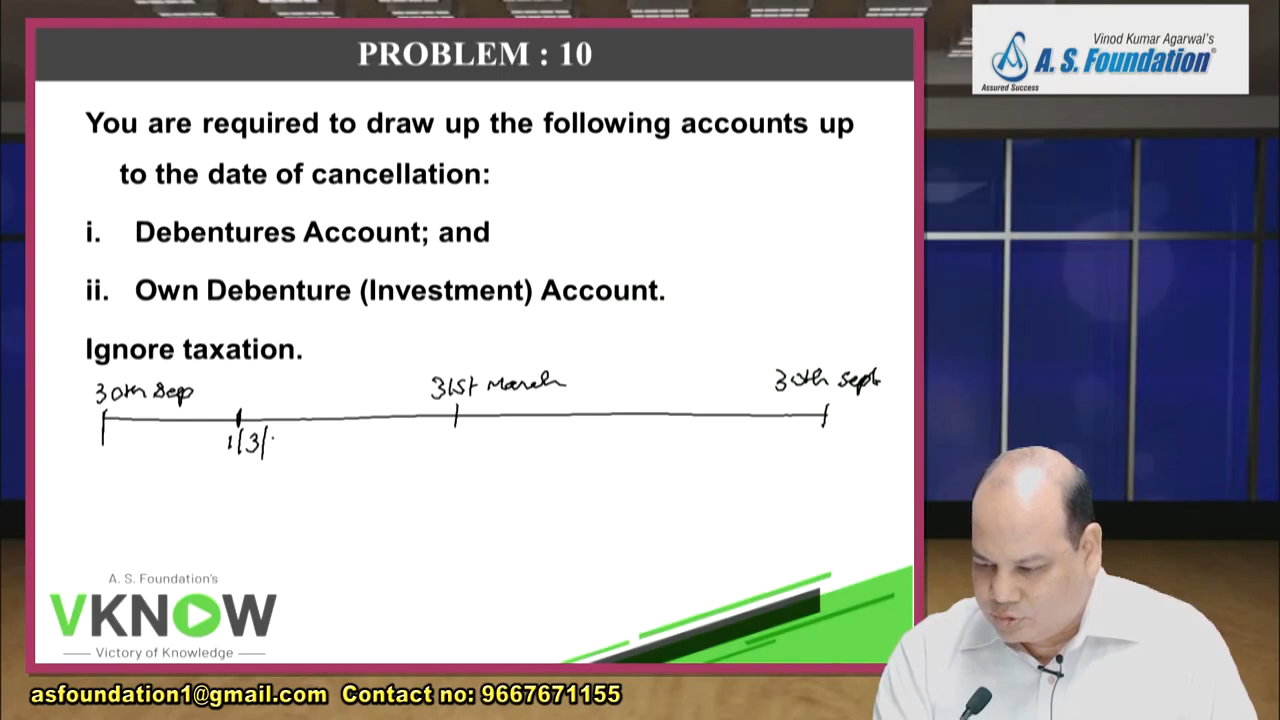 PROBLEM : 10
Vinod Kumar Agarwal's
A. S. Foundation®
Assured Success
You are required to draw up the following accounts up
to the date of cancellation:
i. Debentures Account; and
ii. Own Debenture (Investment) Account.
Ignore taxation.
30th Sep 31st March 30th Sept
1/3/
A. S. Foundation's
VKNOW
Victory of Knowledge
asfoundation1@gmail.com Contact no: 9667671155